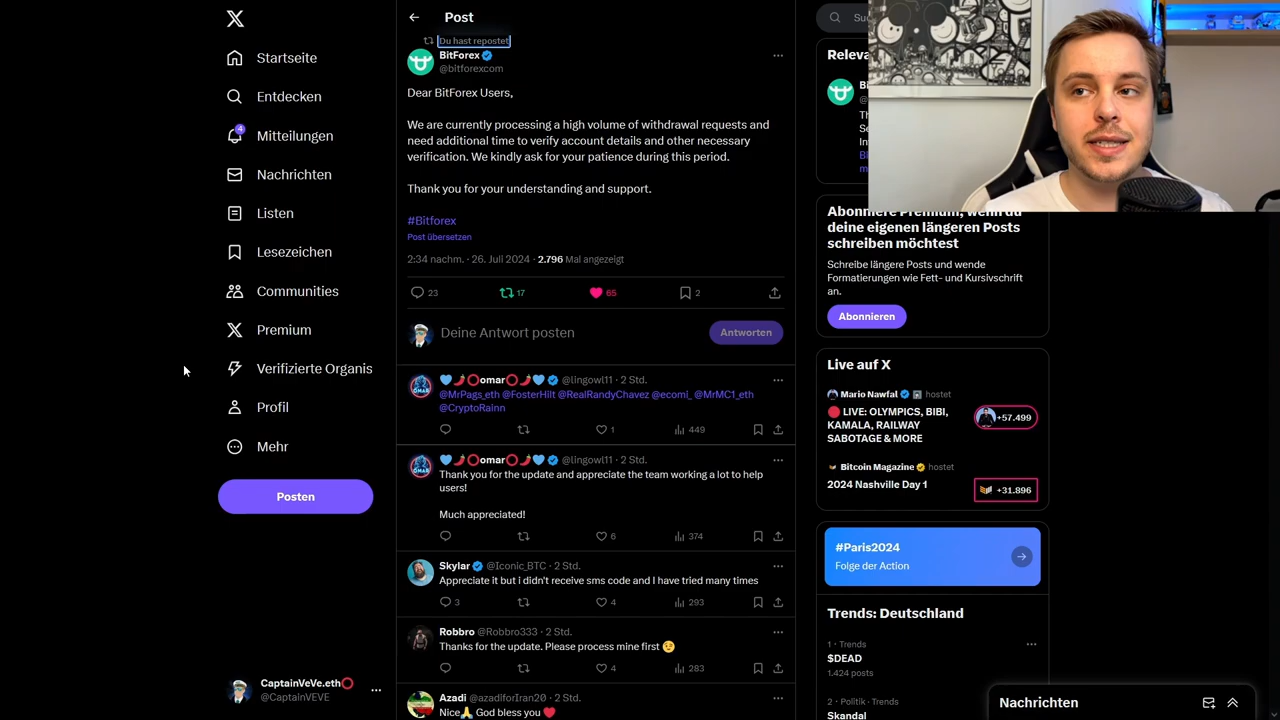 Startseite
Entdecken
4
Mitteilungen
Nachrichten
Listen
Lesezeichen
Communities
Premium
Verifizierte Organis
Profil
Mehr
Posten
CaptainVeVe.eth⭕
@CaptainVEVE
Post
Du hast repostet
BitForex
@bitforexcom
Dear BitForex Users,
We are currently processing a high volume of withdrawal requests and
need additional time to verify account details and other necessary
verification. We kindly ask for your patience during this period.
Thank you for your understanding and support.
#Bitforex
Post übersetzen
2:34 nachm. · 26. Juli 2024 · 2.796 Mal angezeigt
23 17 65 2
Deine Antwort posten
Antworten
🩵🌶️⭕omar⭕🌶️🩵 @lingowl11 · 2 Std.
@MrPags_eth @FosterHilt @RealRandyChavez @ecomi_ @MrMC1_eth
@CryptoRainn
1 449
🩵🌶️⭕omar⭕🌶️🩵 @lingowl11 · 2 Std.
Thank you for the update and appreciate the team working a lot to help
users!
Much appreciated!
6 374
Skylar @Iconic_BTC · 2 Std.
Appreciate it but i didn't receive sms code and I have tried many times
3 4 293
Robbro @Robbro333 · 2 Std.
Thanks for the update. Please process mine first 😉
4 283
Azadi @azadiforIran20 · 2 Std.
Nice🙏 God bless you ❤️
Abonniere Premium, wenn du
deine eigenen längeren Posts
schreiben möchtest
Schreibe längere Posts und wende
Formatierungen wie Fett- und Kursivschrift
an.
Abonnieren
Live auf X
Mario Nawfal hostet
🔴 LIVE: OLYMPICS, BIBI,
KAMALA, RAILWAY
SABOTAGE & MORE
+57.499
Bitcoin Magazine hostet
2024 Nashville Day 1
+31.896
#Paris2024
Folge der Action
Trends: Deutschland
1 · Trends
$DEAD
1.424 posts
2 · Politik · Trends
Skandal
Nachrichten